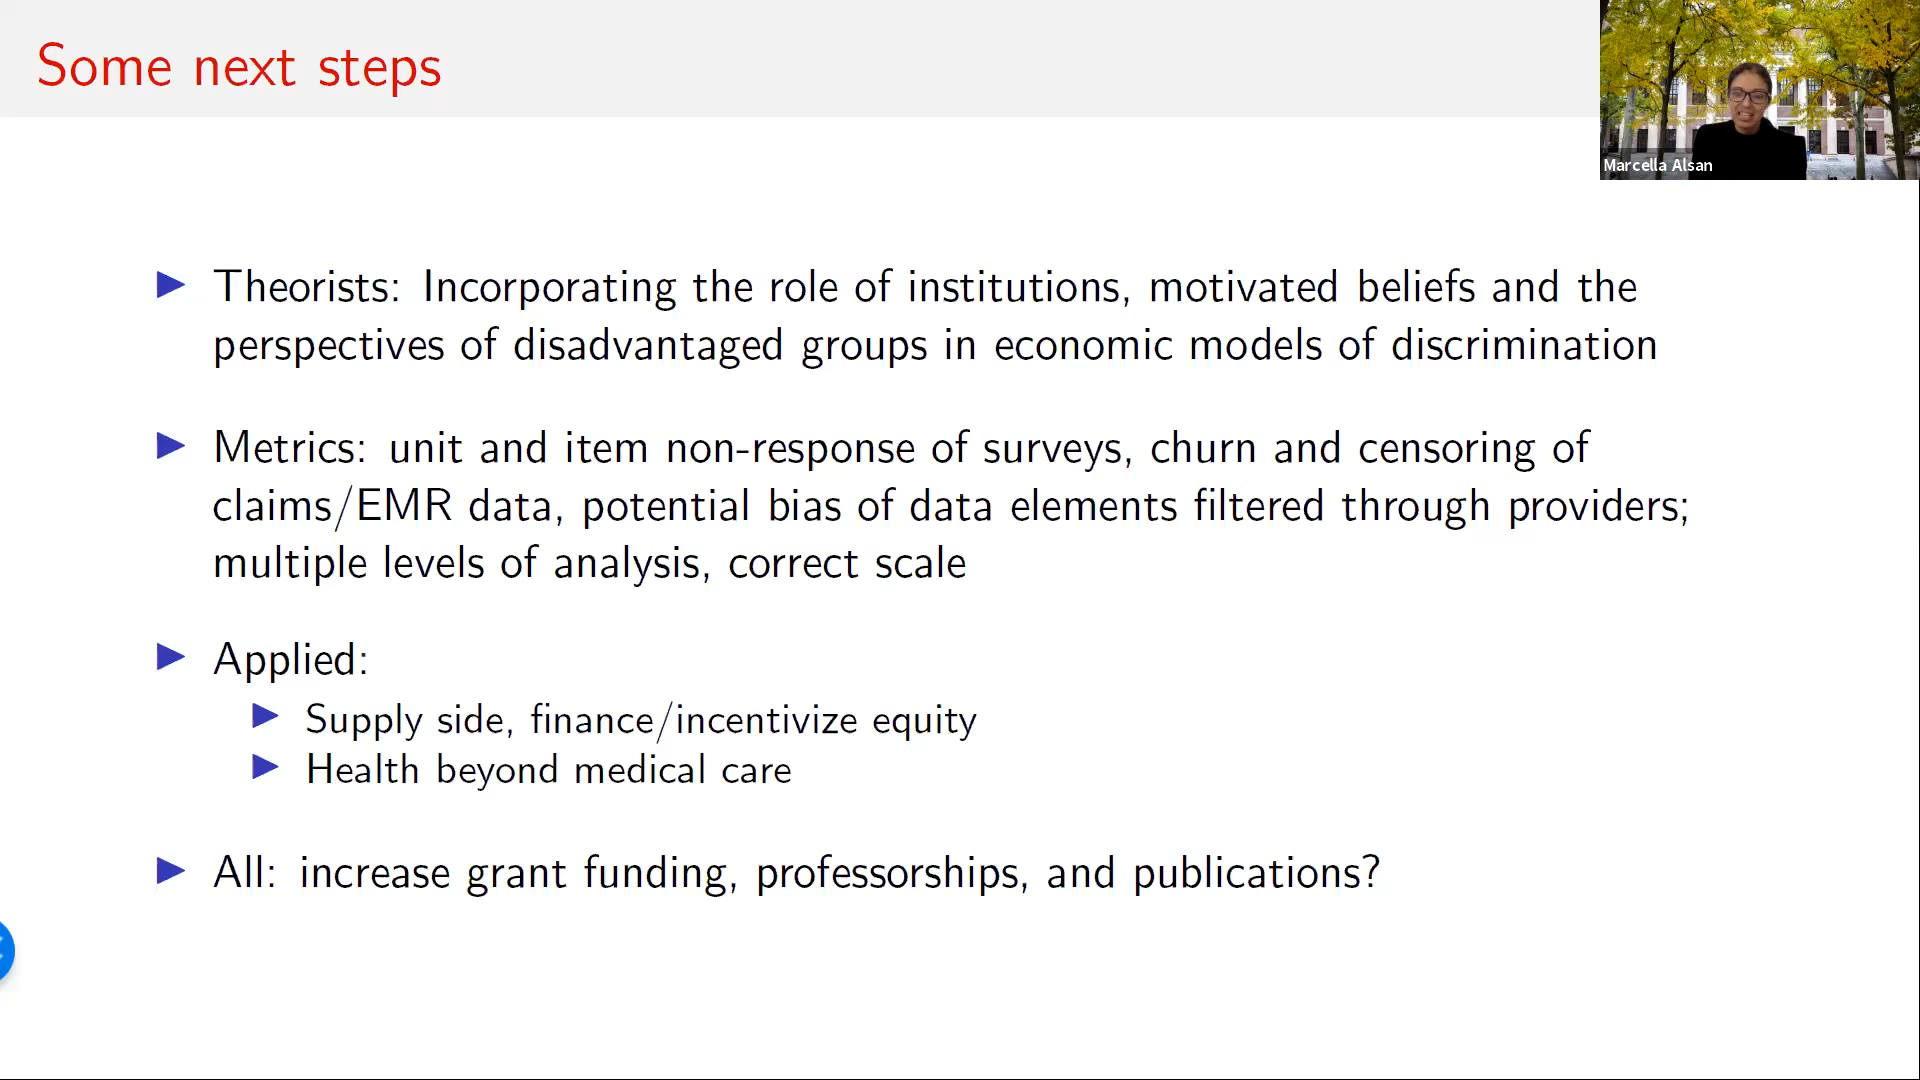 Some next steps
Marcella Alsan
Theorists: Incorporating the role of institutions, motivated beliefs and the
perspectives of disadvantaged groups in economic models of discrimination
Metrics: unit and item non-response of surveys, churn and censoring of
claims/EMR data, potential bias of data elements filtered through providers;
multiple levels of analysis, correct scale
Applied:
Supply side, finance/incentivize equity
Health beyond medical care
All: increase grant funding, professorships, and publications?